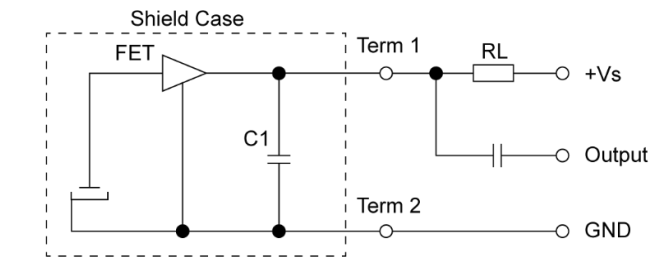 Shield Case
FET
Term 1
RL
+Vs
C1
Output
Term 2
GND